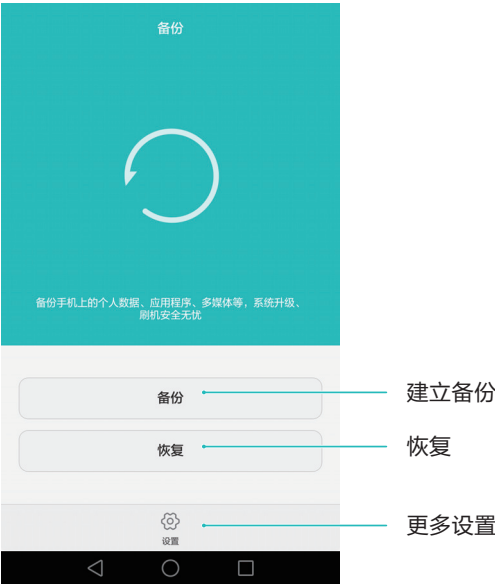 备份
备份手机上的个人数据、应用程序、多媒体等，系统升级、
刷机安全无忧
备份
建立备份
恢复
恢复
更多设置
设置